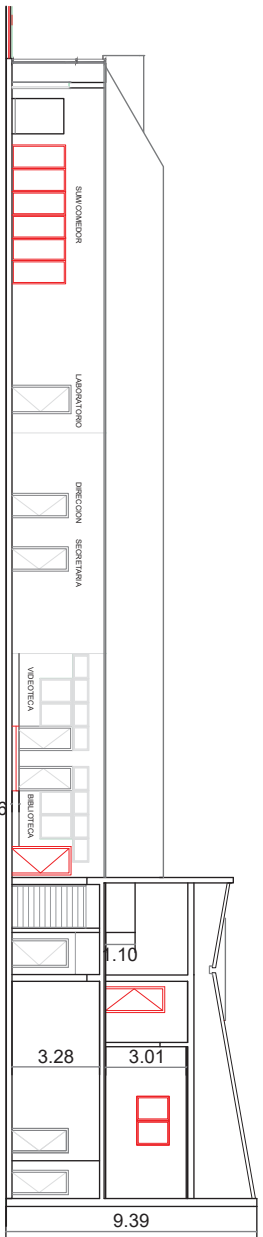 SUM/COMEDOR
LABORATORIO
DIRECCION
SECRETARIA
VIDEOTECA
BIBLIOTECA
1.10
3.28
3.01
9.39